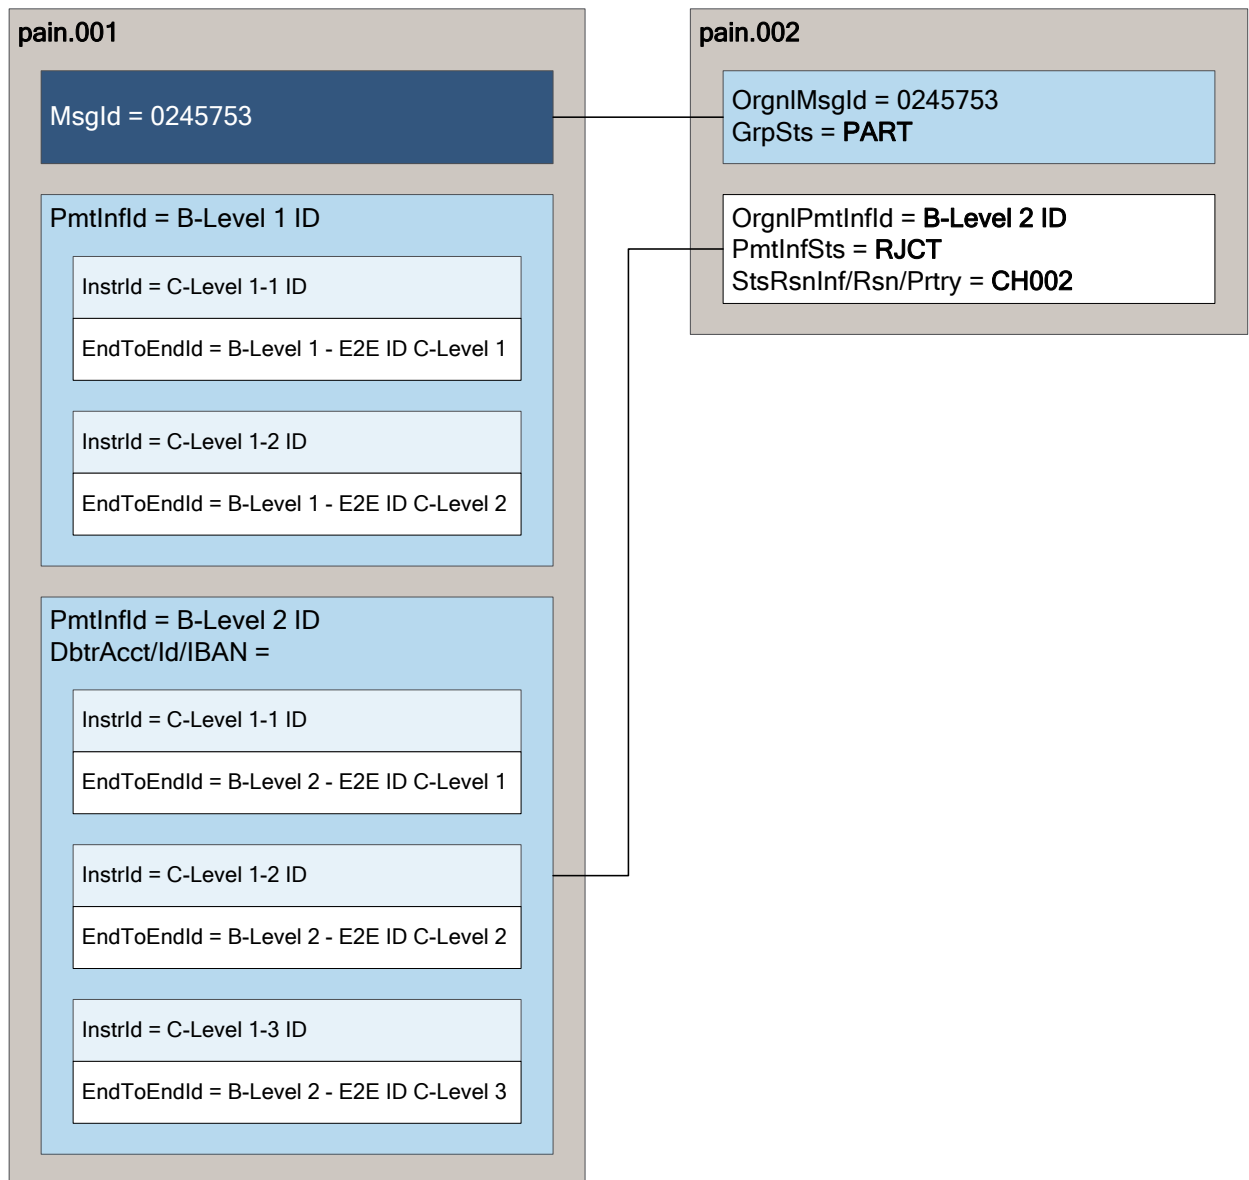 pain.001
MsgId = 0245753
PmtInfId = B-Level 1 ID
InstrId = C-Level 1-1 ID
EndToEndId = B-Level 1 - E2E ID C-Level 1
InstrId = C-Level 1-2 ID
EndToEndId = B-Level 1 - E2E ID C-Level 2
PmtInfId = B-Level 2 ID
DbtrAcct/Id/IBAN =
InstrId = C-Level 1-1 ID
EndToEndId = B-Level 2 - E2E ID C-Level 1
InstrId = C-Level 1-2 ID
EndToEndId = B-Level 2 - E2E ID C-Level 2
InstrId = C-Level 1-3 ID
EndToEndId = B-Level 2 - E2E ID C-Level 3
pain.002
OrgnlMsgId = 0245753
GrpSts = PART
OrgnlPmtInfId = B-Level 2 ID
PmtInfSts = RJCT
StsRsnInf/Rsn/Prtry = CH002